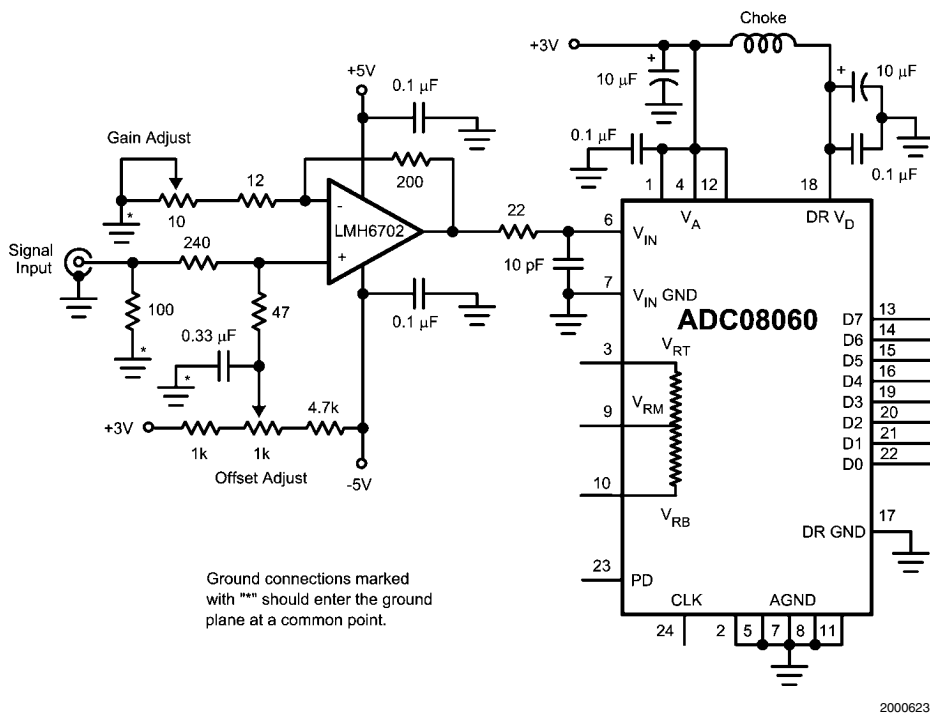 Choke
+3V
+
10 µF
+
10 µF
+5V
0.1 µF
0.1 µF
0.1 µF
Gain Adjust
12
200
1
4
12
18
10
*
-
LMH6702
+
V_A
DR V_D
22
6
V_IN
Signal
Input
240
10 pF
7
V_IN GND
100
*
47
0.1 µF
ADC08060
0.33 µF
*
3
V_RT
D7
13
D6
14
D5
15
9
V_RM
D4
16
D3
19
D2
20
D1
21
D0
22
+3V
1k
1k
4.7k
Offset Adjust
-5V
10
V_RB
17
DR GND
23
PD
Ground connections marked
with "*" should enter the ground
plane at a common point.
CLK
AGND
24
2
5
7
8
11
2000623